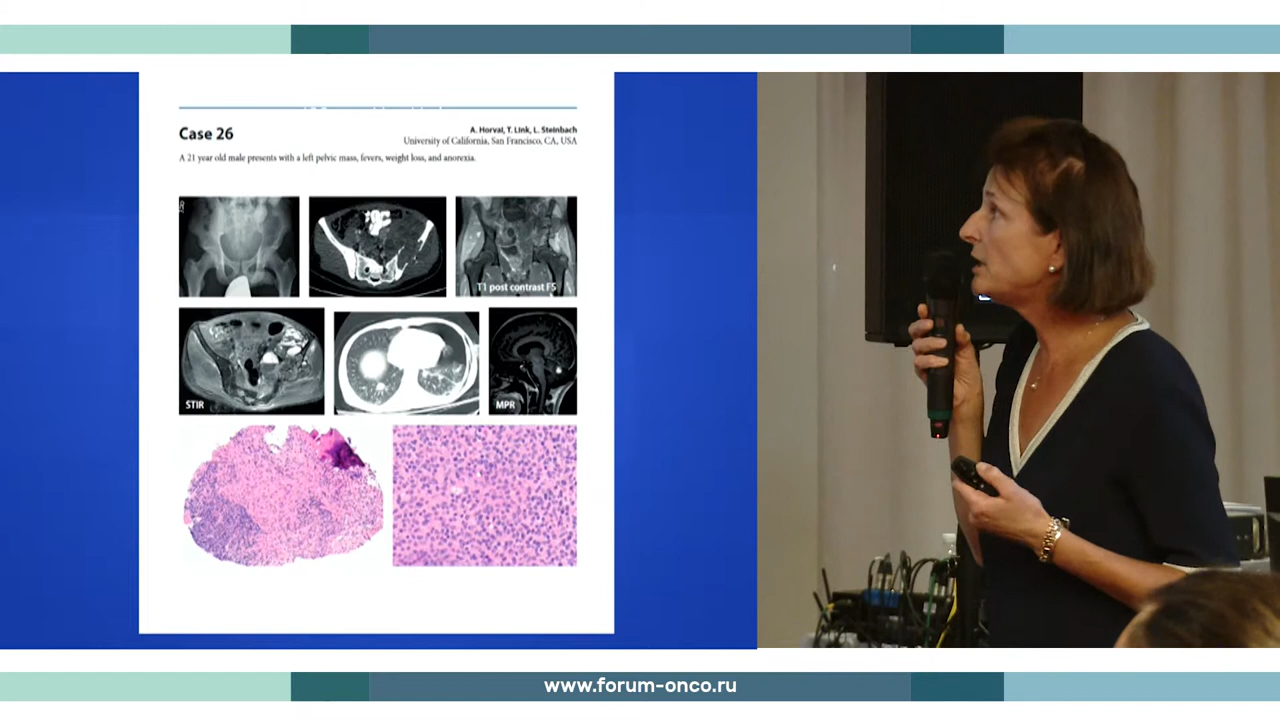 Case 26
A. Horvai, T. Link, L. Steinbach
University of California, San Francisco, CA, USA
A 21 year old male presents with a left pelvic mass, fevers, weight loss, and anorexia.
T1 post contrast FS
STIR
MPR
www.forum-onco.ru